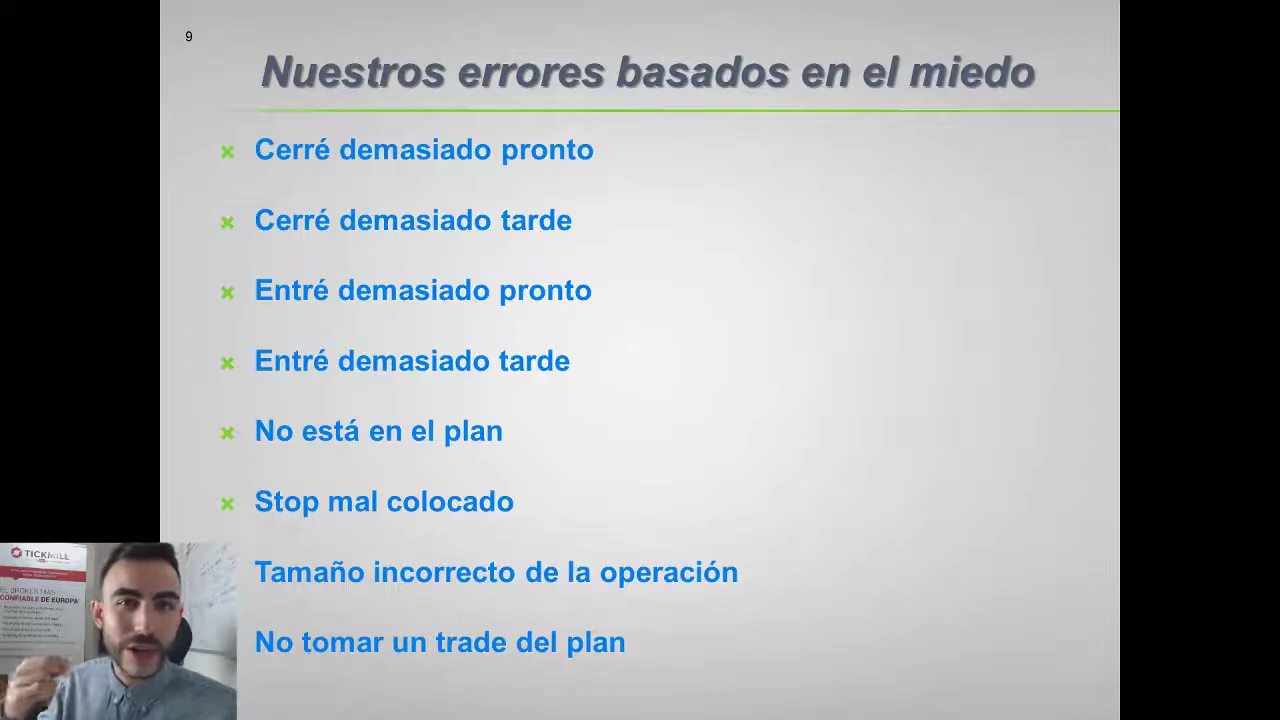 9
Nuestros errores basados en el miedo
Cerré demasiado pronto
Cerré demasiado tarde
Entré demasiado pronto
Entré demasiado tarde
No está en el plan
Stop mal colocado
Tamaño incorrecto de la operación
No tomar un trade del plan
TICKMILL
EL BROKER MÁS
CONFIABLE DE EUROPA